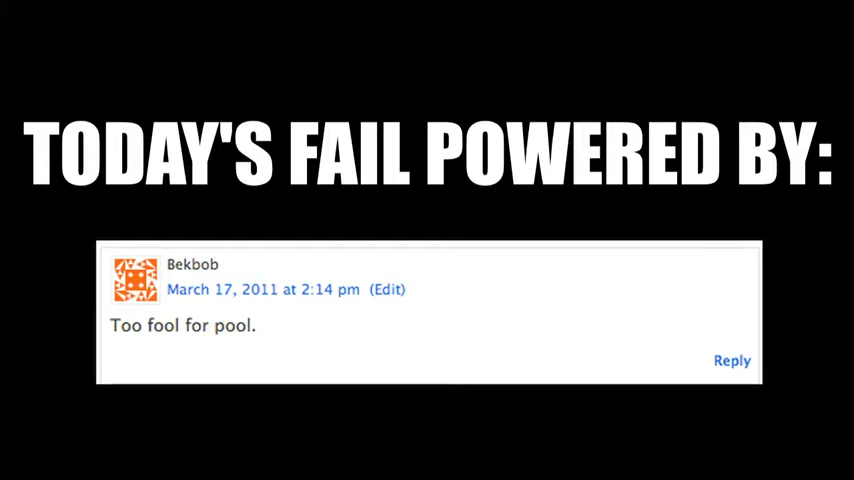 TODAY'S FAIL POWERED BY:
Bekbob
March 17, 2011 at 2:14 pm (Edit)
Too fool for pool.
Reply